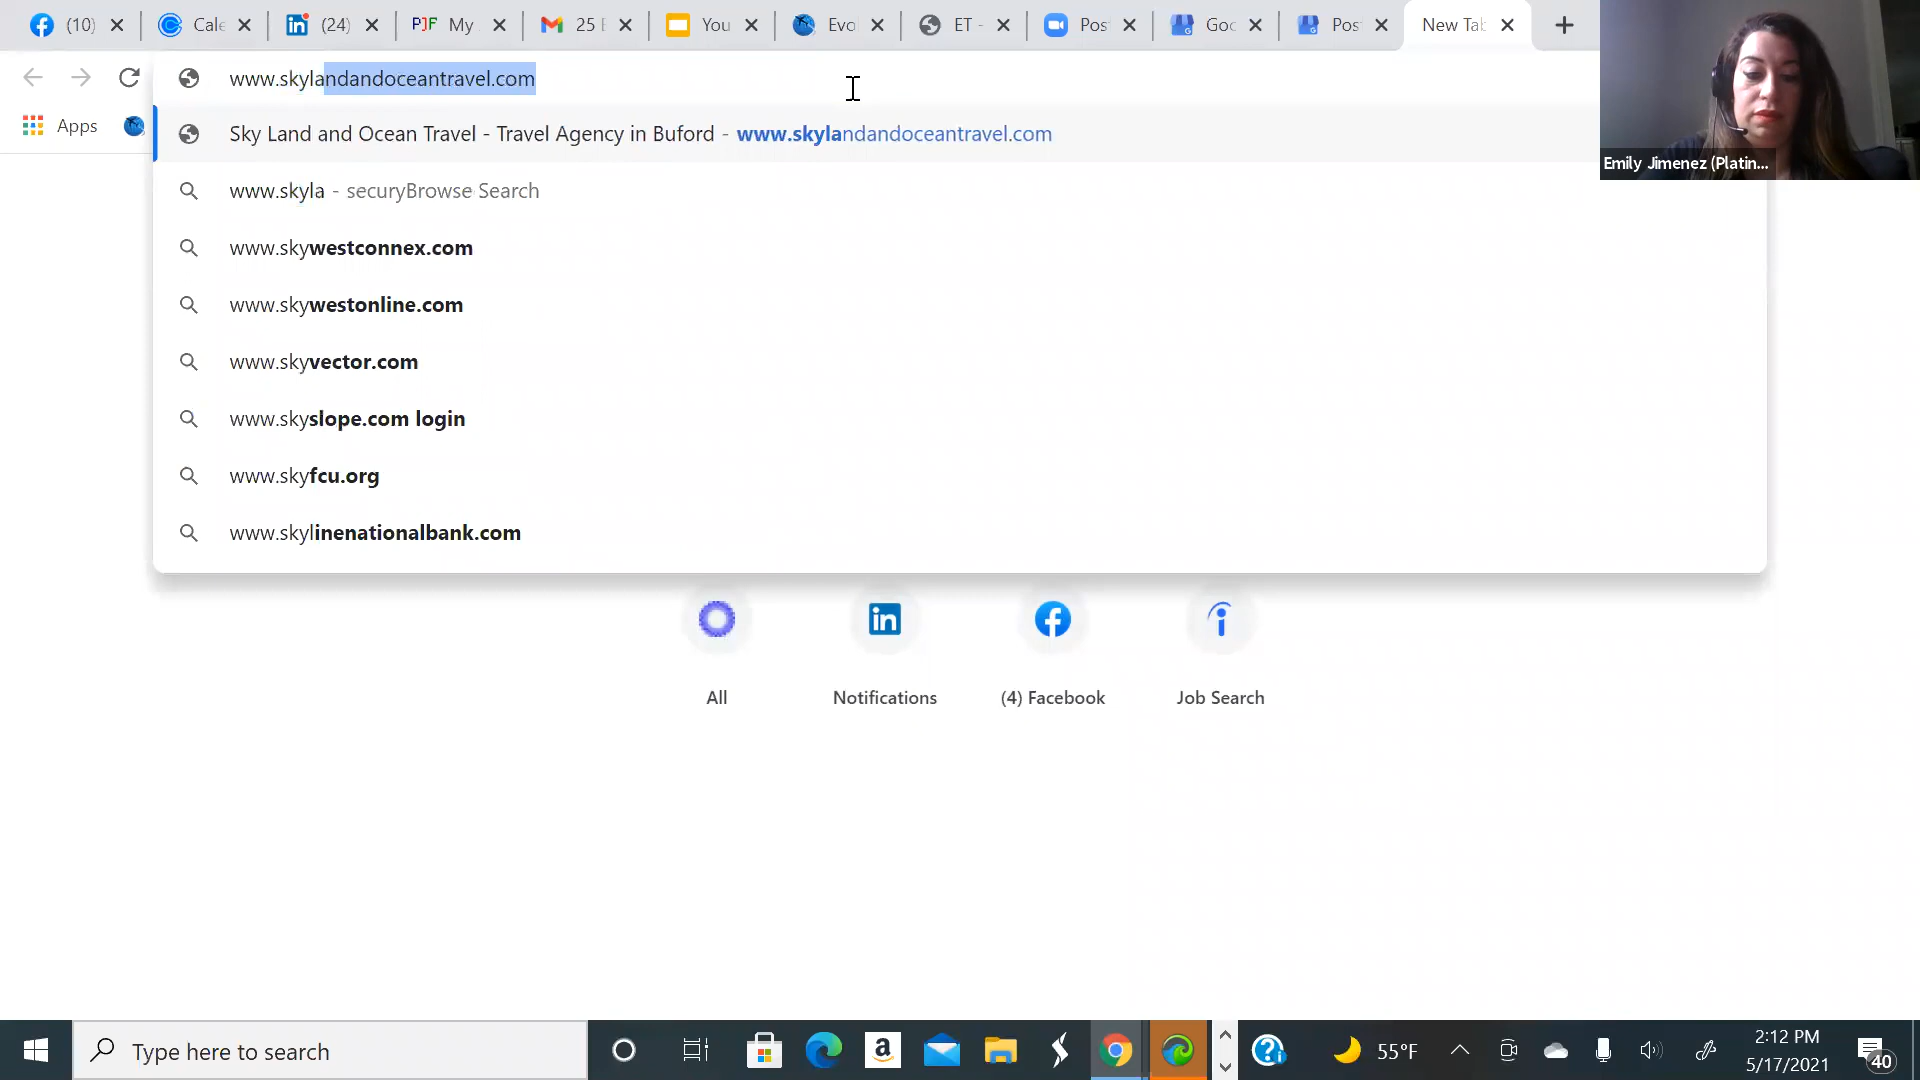 (10) Cale (24) PJF My 25 E You Evo ET - Pos Goo Pos New Tab
www.skylandandoceantravel.com
Apps
Sky Land and Ocean Travel - Travel Agency in Buford - www.skylandandoceantravel.com
Emily Jimenez (Platin...
www.skyla - securyBrowse Search
www.skywestconnex.com
www.skywestonline.com
www.skyvector.com
www.skyslope.com login
www.skyfcu.org
www.skylinenationalbank.com
All Notifications (4) Facebook Job Search
Type here to search
55°F
2:12 PM
5/17/2021
40